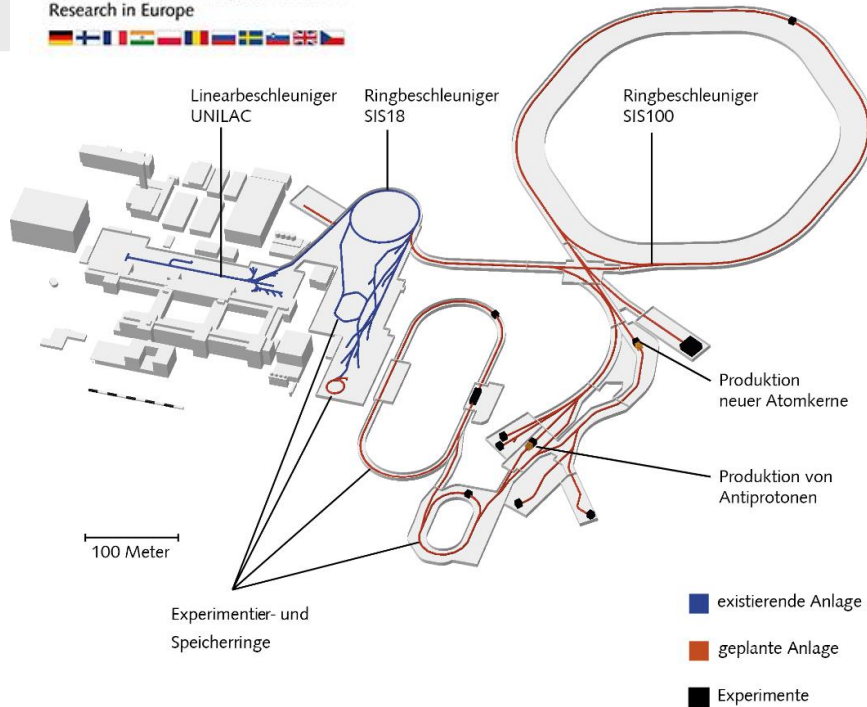 Research in Europe
Linearbeschleuniger
UNILAC
Ringbeschleuniger
SIS18
Ringbeschleuniger
SIS100
Produktion
neuer Atomkerne
Produktion von
Antiprotonen
100 Meter
Experimentier- und
Speicherringe
existierende Anlage
geplante Anlage
Experimente